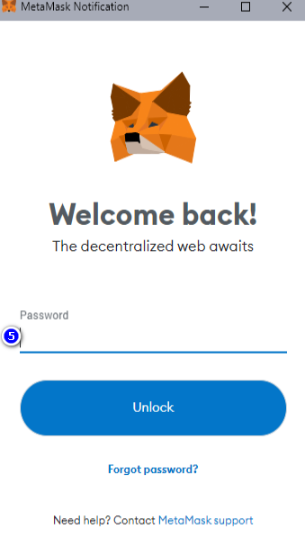 MetaMask Notification
Welcome back!
The decentralized web awaits
Password
5
Unlock
Forgot password?
Need help? Contact MetaMask support